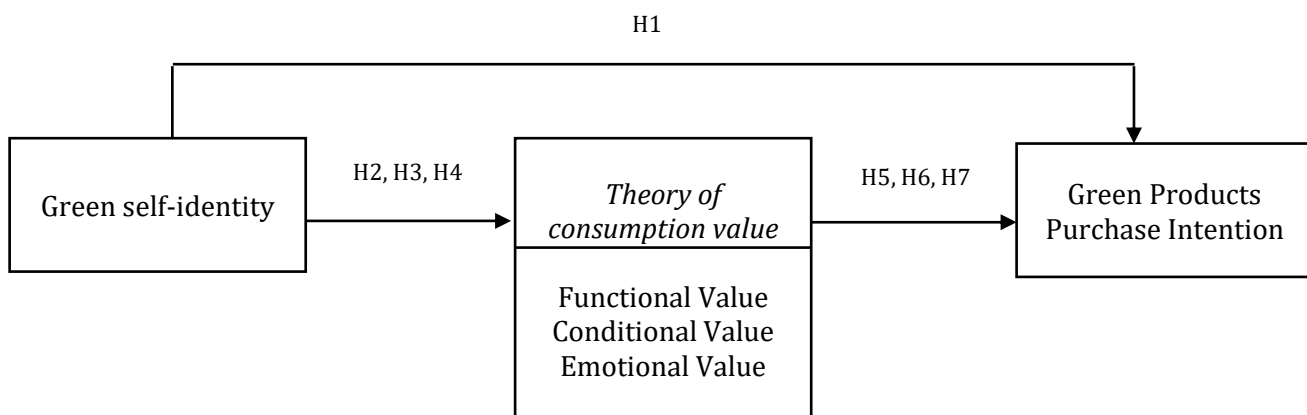 H1
Green self-identity
H2, H3, H4
Theory of
consumption value
Functional Value
Conditional Value
Emotional Value
H5, H6, H7
Green Products
Purchase Intention